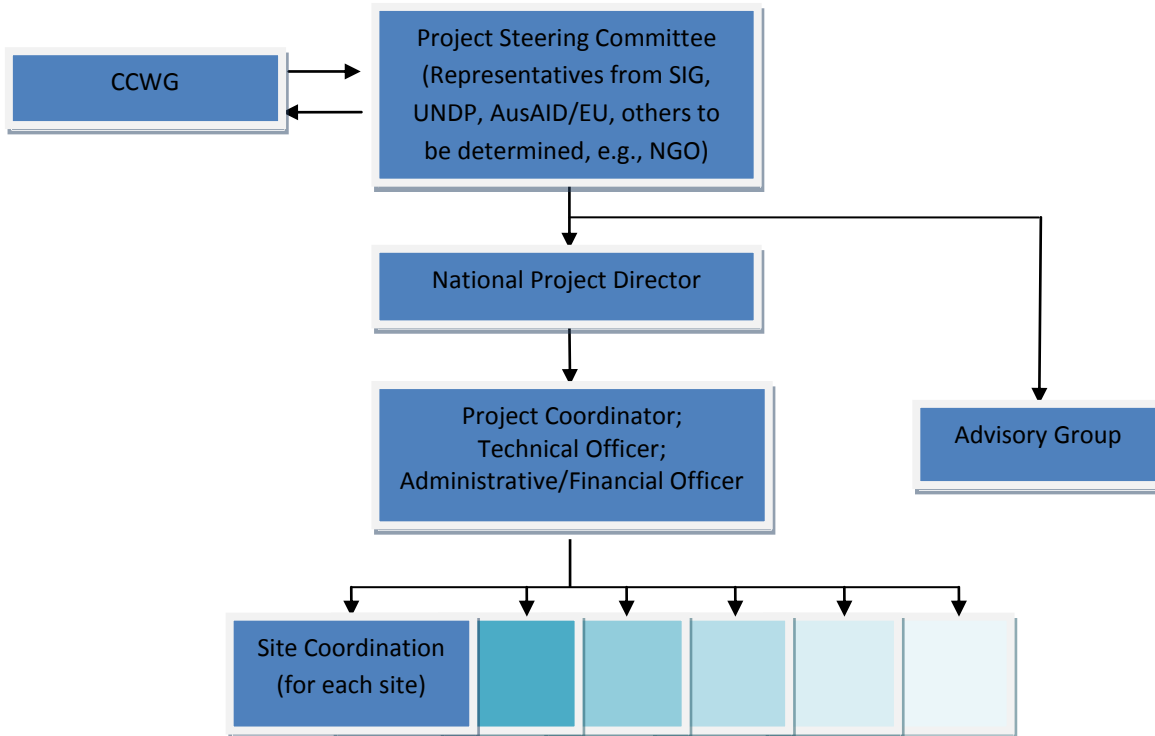 CCWG
Project Steering Committee
(Representatives from SIG,
UNDP, AusAID/EU, others to
be determined, e.g., NGO)
National Project Director
Project Coordinator;
Technical Officer;
Administrative/Financial Officer
Advisory Group
Site Coordination
(for each site)